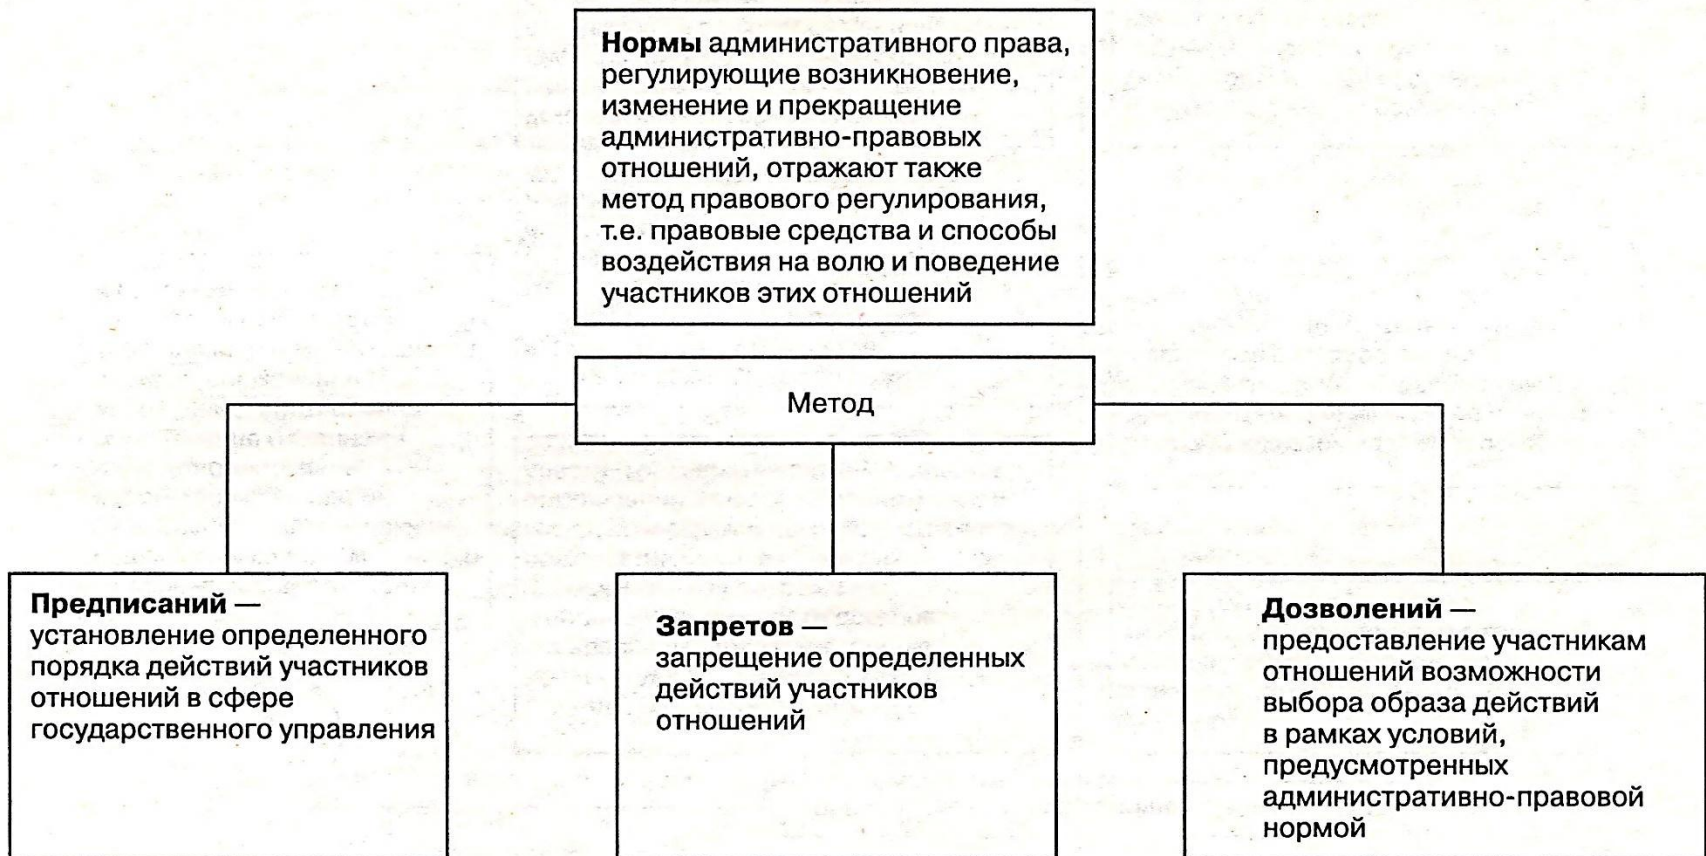 Нормы административного права,
регулирующие возникновение,
изменение и прекращение
административно-правовых
отношений, отражают также
метод правового регулирования,
т.е. правовые средства и способы
воздействия на волю и поведение
участников этих отношений
Метод
Предписаний —
установление определенного
порядка действий участников
отношений в сфере
государственного управления
Запретов —
запрещение определенных
действий участников
отношений
Дозволений —
предоставление участникам
отношений возможности
выбора образа действий
в рамках условий,
предусмотренных
административно-правовой
нормой